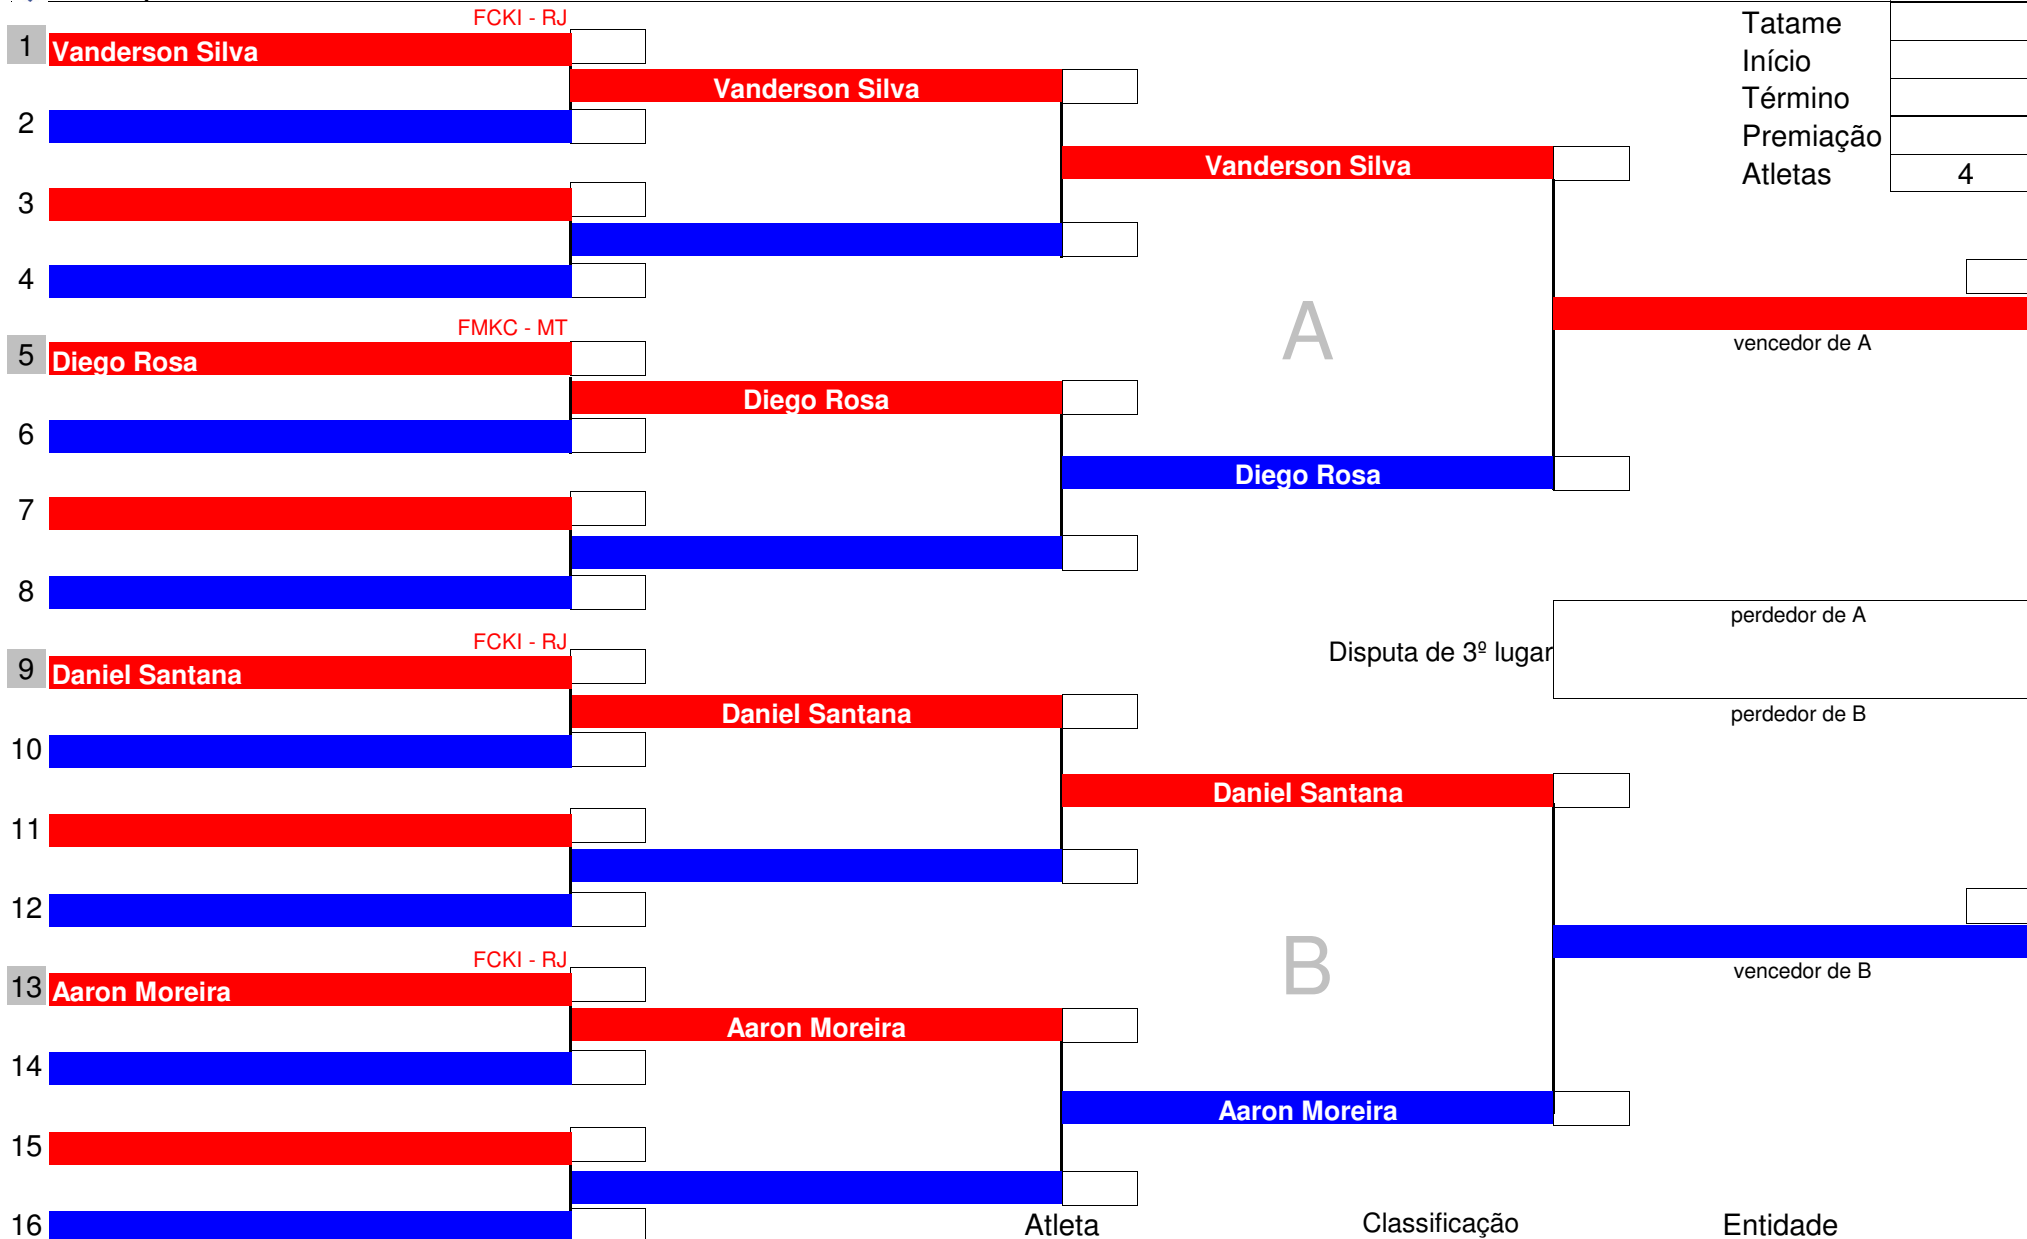 FCKI - RJ
Tatame
1 Vanderson Silva
Início
Vanderson Silva
Término
2
Premiação
Vanderson Silva
Atletas 4
3
4
FMKC - MT
A
vencedor de A
5 Diego Rosa
Diego Rosa
6
Diego Rosa
7
8
perdedor de A
FCKI - RJ
Disputa de 3º lugar
9 Daniel Santana
Daniel Santana
perdedor de B
10
Daniel Santana
11
12
FCKI - RJ
B
vencedor de B
13 Aaron Moreira
Aaron Moreira
14
Aaron Moreira
15
16
Atleta Classificação Entidade